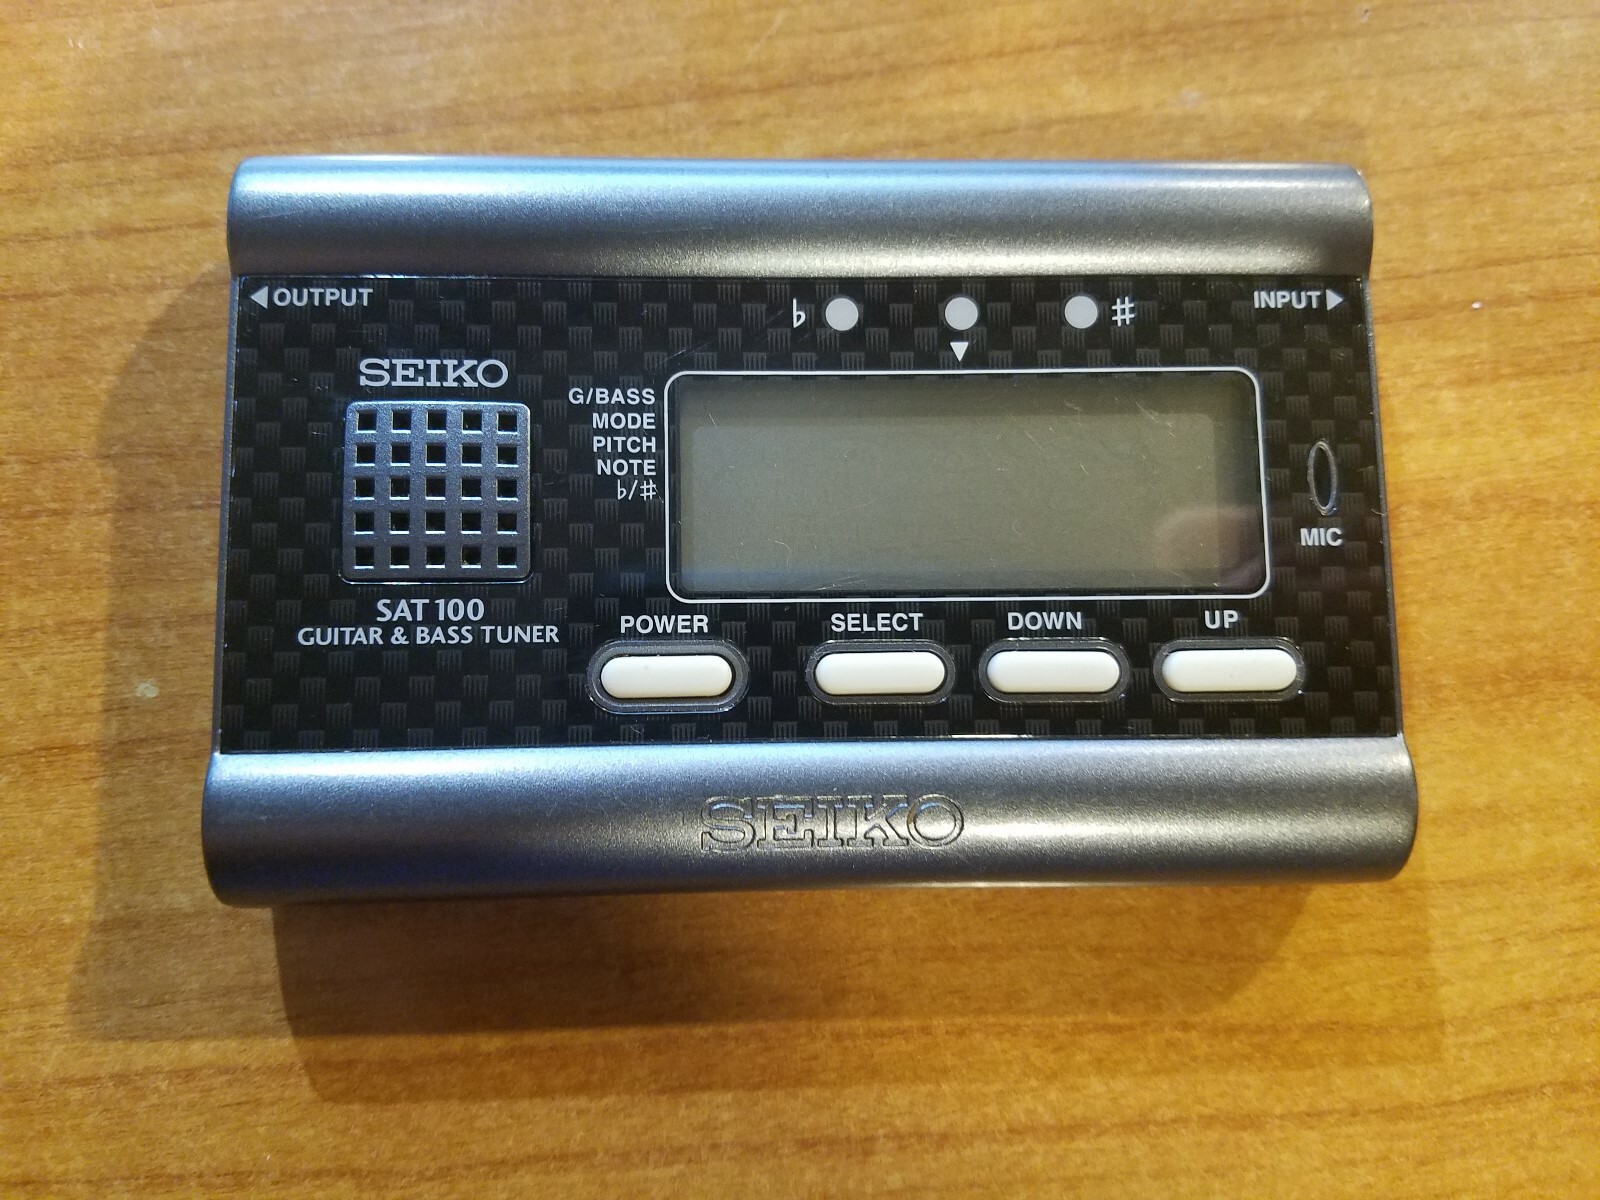 ◀OUTPUT
♭ ♯
INPUT▶
SEIKO
G/BASS
MODE
PITCH
NOTE
♭/♯
MIC
SAT 100
GUITAR & BASS TUNER
POWER
SELECT
DOWN
UP
SEIKO